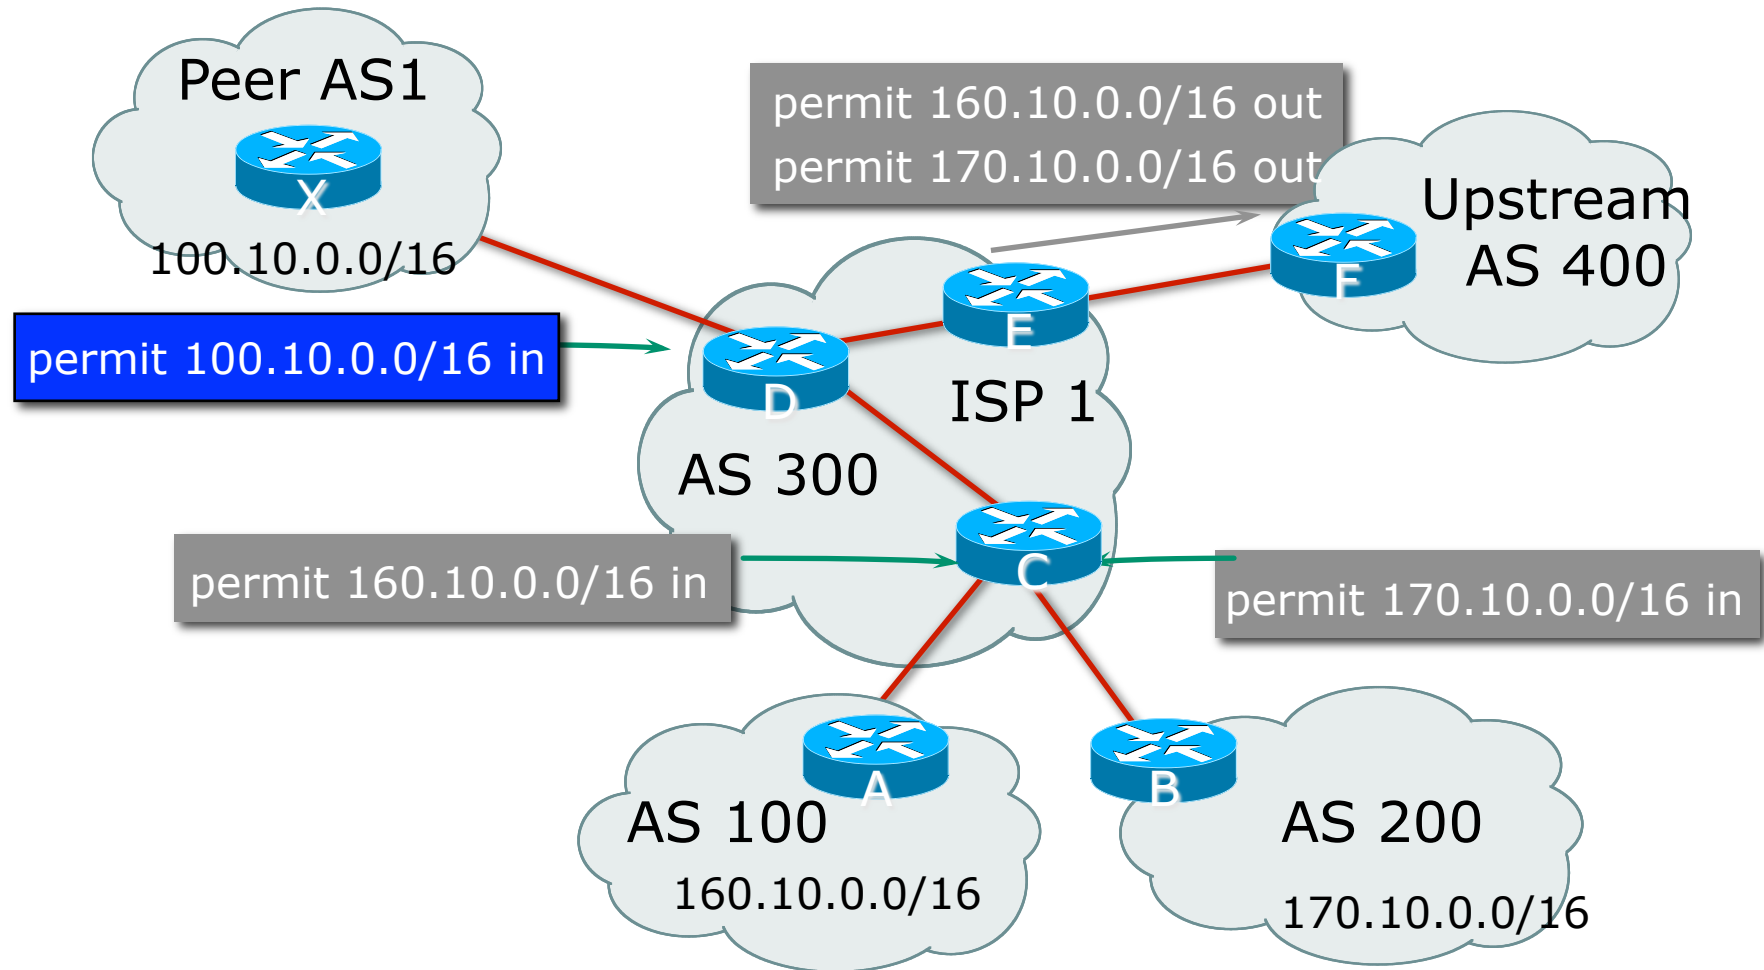 Peer AS1
X
100.10.0.0/16
permit 160.10.0.0/16 out
permit 170.10.0.0/16 out
Upstream
AS 400
F
E
permit 100.10.0.0/16 in
D
ISP 1
AS 300
permit 160.10.0.0/16 in
C
permit 170.10.0.0/16 in
A
AS 100
160.10.0.0/16
B
AS 200
170.10.0.0/16